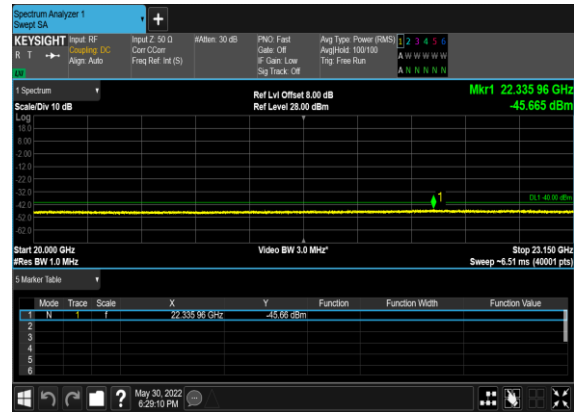 Spectrum Analyzer 1
Swept SA
KEYSIGHT Input: RF Input Z: 50 Ω #Atten: 30 dB PNO: Fast Avg Type: Power (RMS) 1 2 3 4 5 6
R T Coupling: DC Corr CCorr Gate: Off Avg|Hold: 100/100 A W W W W W
Align: Auto Freq Ref: Int (S) IF Gain: Low Trig: Free Run
Sig Track: Off A N N N N N
1 Spectrum Ref Lvl Offset 8.00 dB Mkr1 22.335 96 GHz
Scale/Div 10 dB Ref Level 28.00 dBm -45.665 dBm
Log
18.0
8.00
-2.00
-12.0
-22.0
-32.0
1
DL1 -40.00 dBm
-42.0
-52.0
-62.0
Start 20.000 GHz Video BW 3.0 MHz* Stop 23.150 GHz
#Res BW 1.0 MHz Sweep ~6.51 ms (40001 pts)
5 Marker Table
Mode Trace Scale X Y Function Function Width Function Value
1 N 1 f 22.335 96 GHz -45.66 dBm
2
3
4
5
6
? May 30, 2022
6:29:10 PM